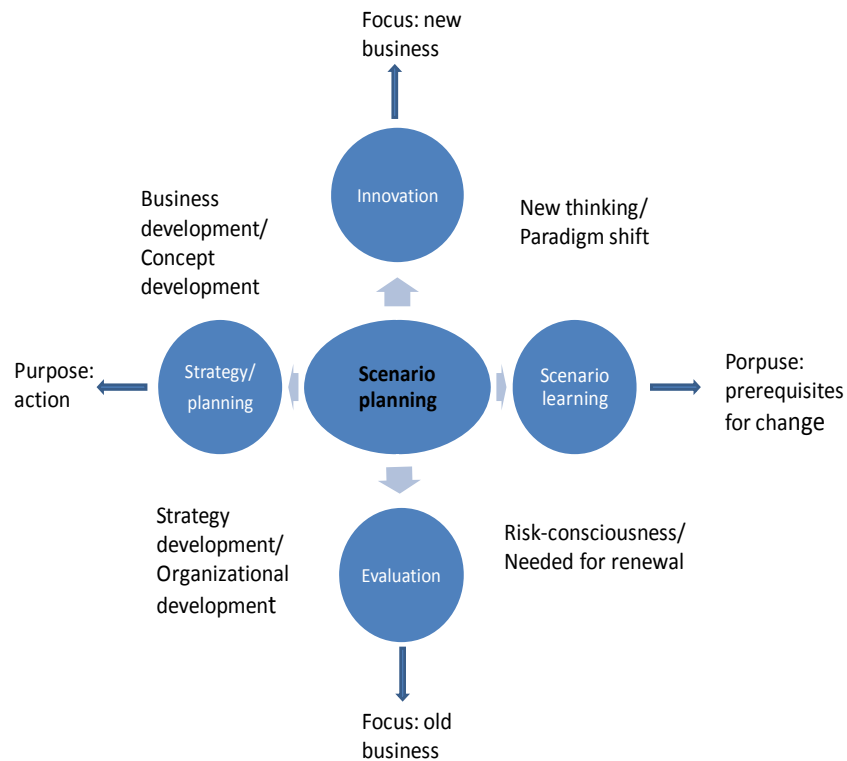 Focus: new
business
Innovation
Business
development/
Concept
development
New thinking/
Paradigm shift
Purpose:
action
Strategy/
planning
Scenario
planning
Scenario
learning
Porpuse:
prerequisites
for change
Strategy
development/
Organizational
development
Evaluation
Risk-consciousness/
Needed for renewal
Focus: old
business